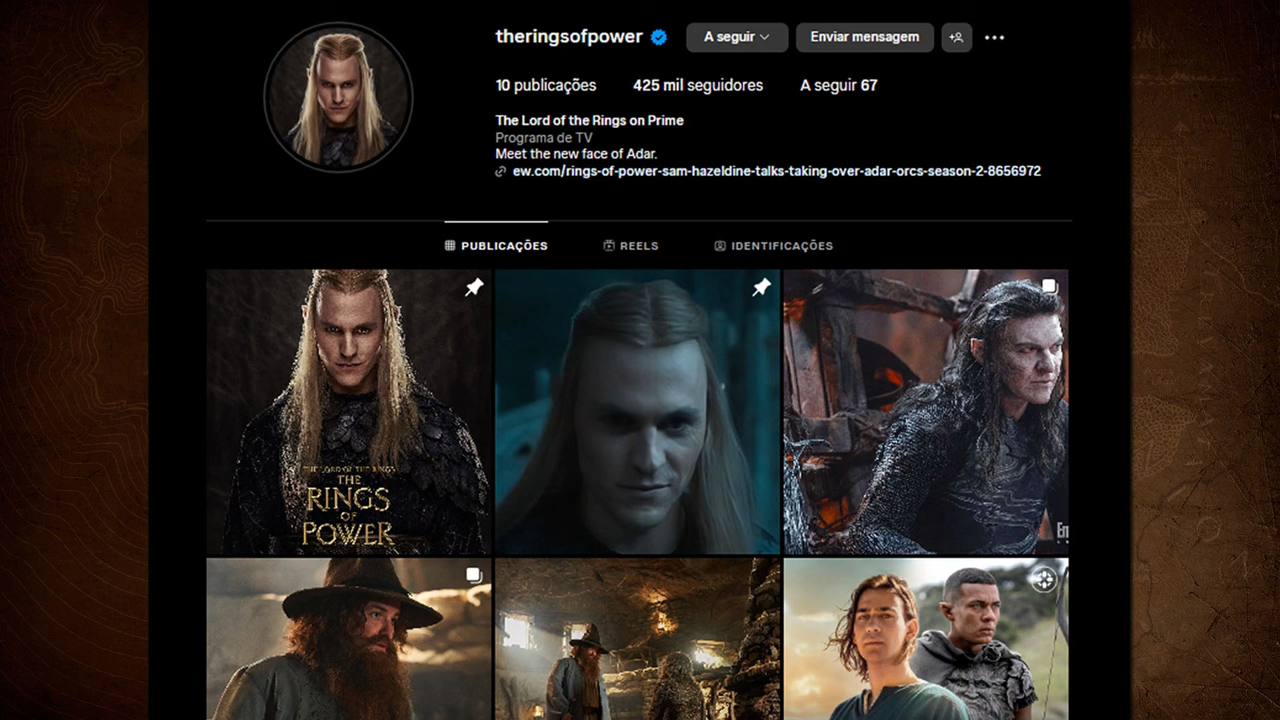 theringsofpower
A seguir
Enviar mensagem
10 publicações
425 mil seguidores
A seguir 67
The Lord of the Rings on Prime
Programa de TV
Meet the new face of Adar.
ew.com/rings-of-power-sam-hazeldine-talks-taking-over-adar-orcs-season-2-8656972
PUBLICAÇÕES
REELS
IDENTIFICAÇÕES
THE LORD OF THE RINGS
THE
RINGS
OF
POWER